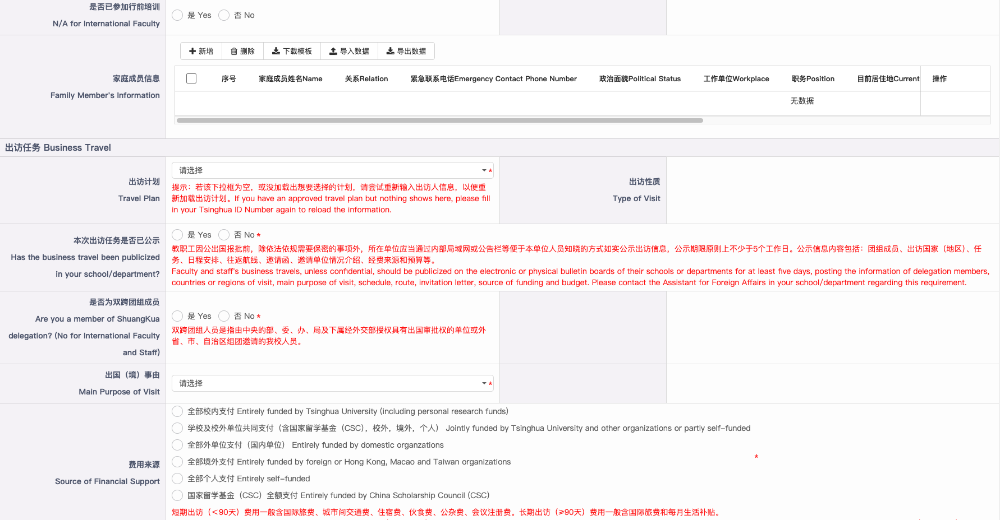 是否已参加行前培训
N/A for International Faculty
是 Yes 否 No
新增 删除 下载模板 导入数据 导出数据
家庭成员信息
Family Member's Information
序号 家庭成员姓名Name 关系Relation 紧急联系电话Emergency Contact Phone Number 政治面貌Political Status 工作单位Workplace 职务Position 目前居住地Current 操作
无数据
出访任务 Business Travel
出访计划
Travel Plan
请选择 *
提示：若该下拉框为空，或没加载出想要选择的计划，请尝试重新输入出访人信息，以便重
新加载出访计划。If you have an approved travel plan but nothing shows here, please fill
in your Tsinghua ID Number again to reload the information.
出访性质
Type of Visit
本次出访任务是否已公示
Has the business travel been publicized
in your school/department?
是 Yes 否 No *
教职工因公出国报批前，除依法依规需要保密的事项外，所在单位应当通过内部局域网或公告栏等便于本单位人员知晓的方式如实公示出访信息，公示期限原则上不少于5个工作日。公示信息内容包括：团组成员、出访国家（地区）、任
务、日程安排、往返航线、邀请函、邀请单位情况介绍、经费来源和预算等。
Faculty and staff's business travels, unless confidential, should be publicized on the electronic or physical bulletin boards of their schools or departments for at least five days, posting the information of delegation members,
countries or regions of visit, main purpose of visit, schedule, route, invitation letter, source of funding and budget. Please contact the Assistant for Foreign Affairs in your school/department regarding this requirement.
是否为双跨团组成员
Are you a member of ShuangKua
delegation? (No for International Faculty
and Staff)
是 Yes 否 No *
双跨团组人员是指由中央的部、委、办、局及下属经外交部授权具有出国审批权的单位或外
省、市、自治区组团邀请的我校人员。
出国（境）事由
Main Purpose of Visit
请选择 *
费用来源
Source of Financial Support
全部校内支付 Entirely funded by Tsinghua University (including personal research funds)
学校及校外单位共同支付（含国家留学基金（CSC），校外，境外，个人） Jointly funded by Tsinghua University and other organizations or partly self-funded
全部外单位支付（国内单位） Entirely funded by domestic organzations
全部境外支付 Entirely funded by foreign or Hong Kong, Macao and Taiwan organizations
*
全部个人支付 Entirely self-funded
国家留学基金（CSC）全额支付 Entirely funded by China Scholarship Council (CSC)
短期出访（＜90天）费用一般含国际旅费、城市间交通费、住宿费、伙食费、公杂费、会议注册费。长期出访（≥90天）费用一般含国际旅费和每月生活补贴。